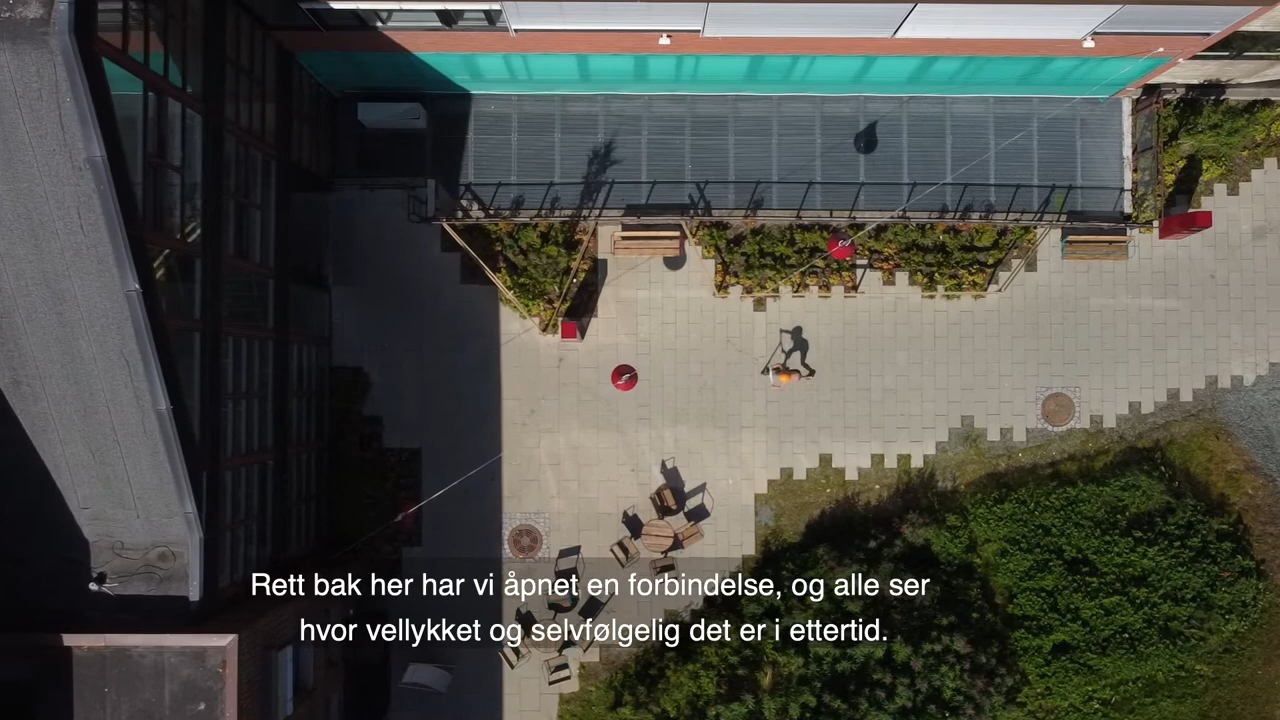 Rett bak her har vi åpnet en forbindelse, og alle ser
hvor vellykket og selvfølgelig det er i ettertid.